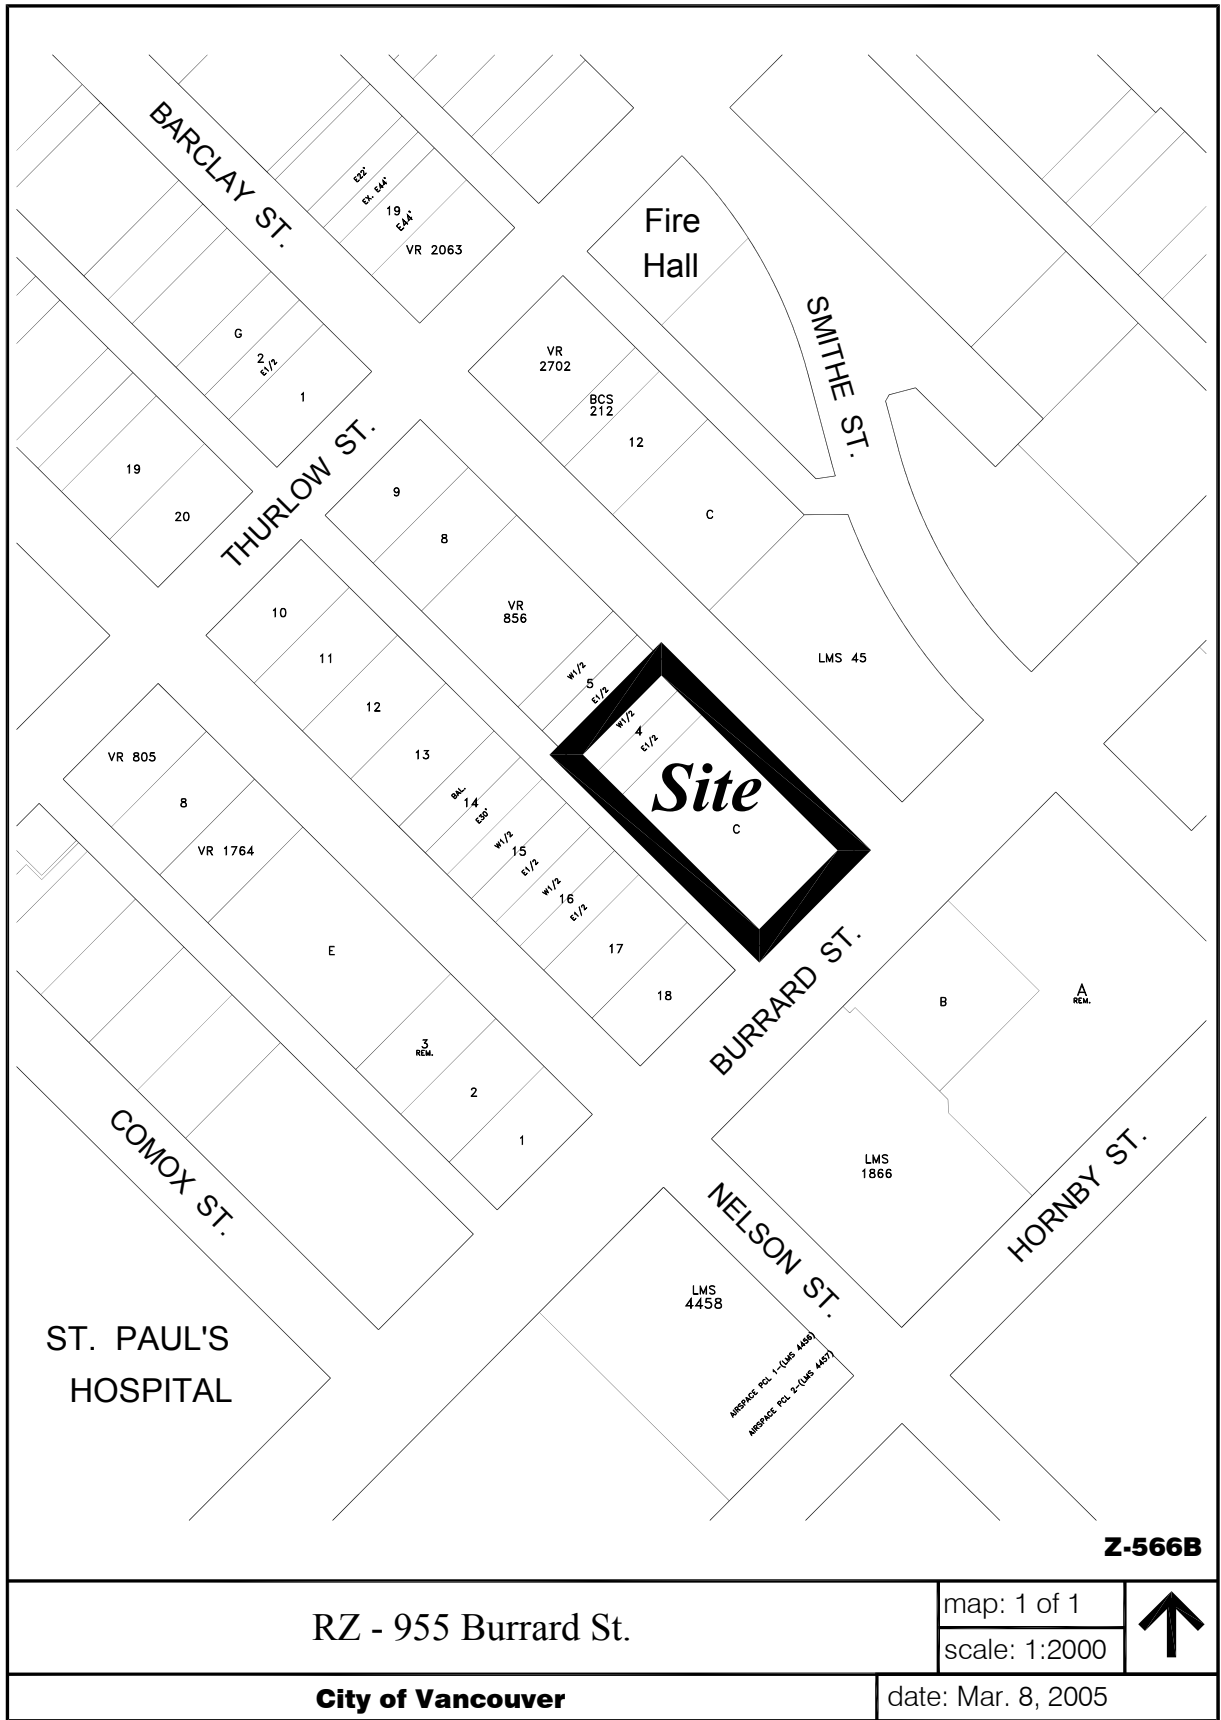 BARCLAY ST.
E22'
EX. E44'
19
E44'
VR 2063
Fire
Hall
SMITHE ST.
G
2
E1/2
1
VR
2702
BCS
212
12
C
LMS 45
19
20
THURLOW ST.
9
8
VR
856
W1/2
5
E1/2
W1/2
4
E1/2
Site
C
10
11
12
13
BAL.
14
E30'
W1/2
15
E1/2
W1/2
16
E1/2
17
18
VR 805
8
VR 1764
E
3
REM.
2
1
BURRARD ST.
B
A
REM.
LMS
1866
HORNBY ST.
COMOX ST.
NELSON ST.
LMS
4458
AIRSPACE PCL 1-(LMS 4456)
AIRSPACE PCL 2-(LMS 4457)
ST. PAUL'S
HOSPITAL
Z-566B
RZ - 955 Burrard St.
map: 1 of 1
scale: 1:2000
City of Vancouver
date: Mar. 8, 2005